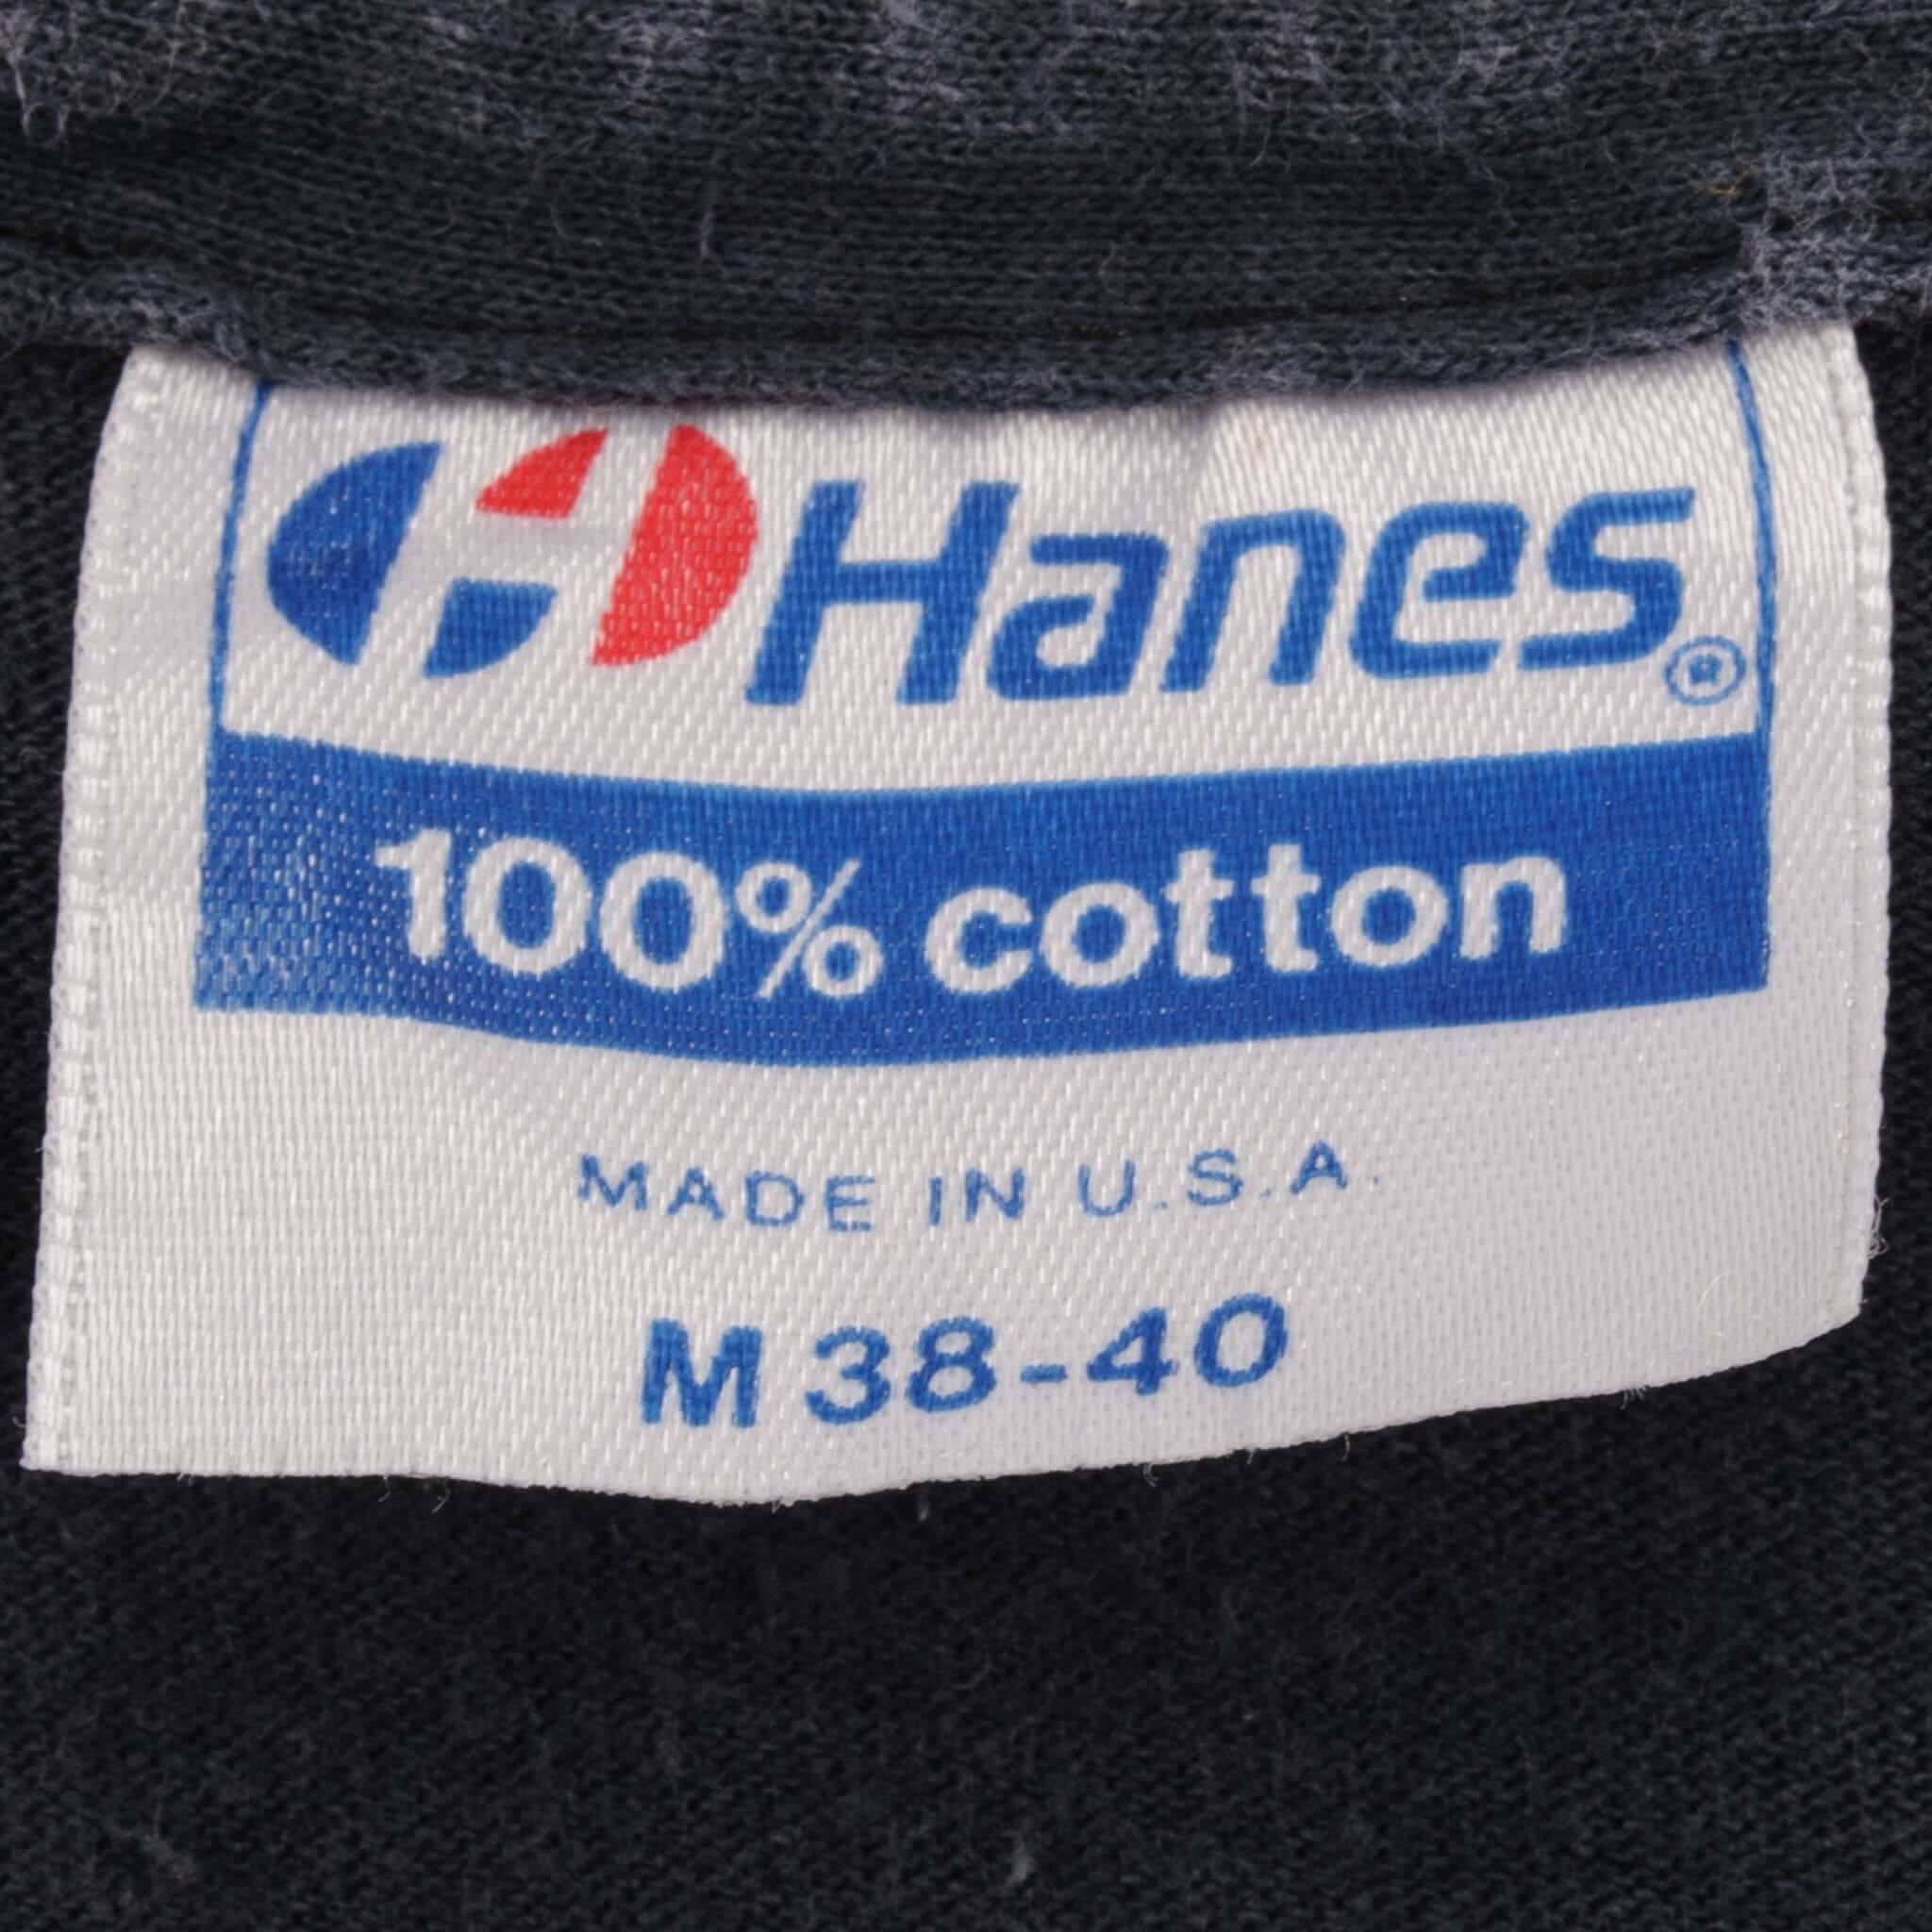 Hanes®
100% cotton
MADE IN U.S.A.
M 38-40